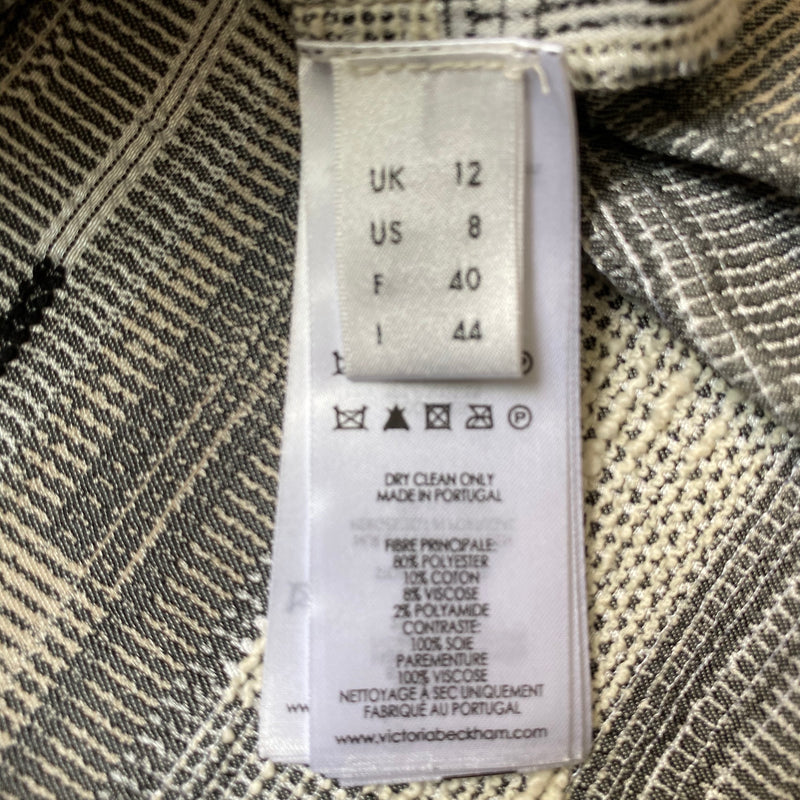 UK 12
US 8
F 40
I 44
P
DRY CLEAN ONLY
MADE IN PORTUGAL
FIBRE PRINCIPALE:
80% POLYESTER
10% COTON
8% VISCOSE
2% POLYAMIDE
CONTRASTE:
100% SOIE
PAREMENTURE
100% VISCOSE
NETTOYAGE À SEC UNIQUEMENT
FABRIQUÉ AU PORTUGAL
www.victoriabeckham.com